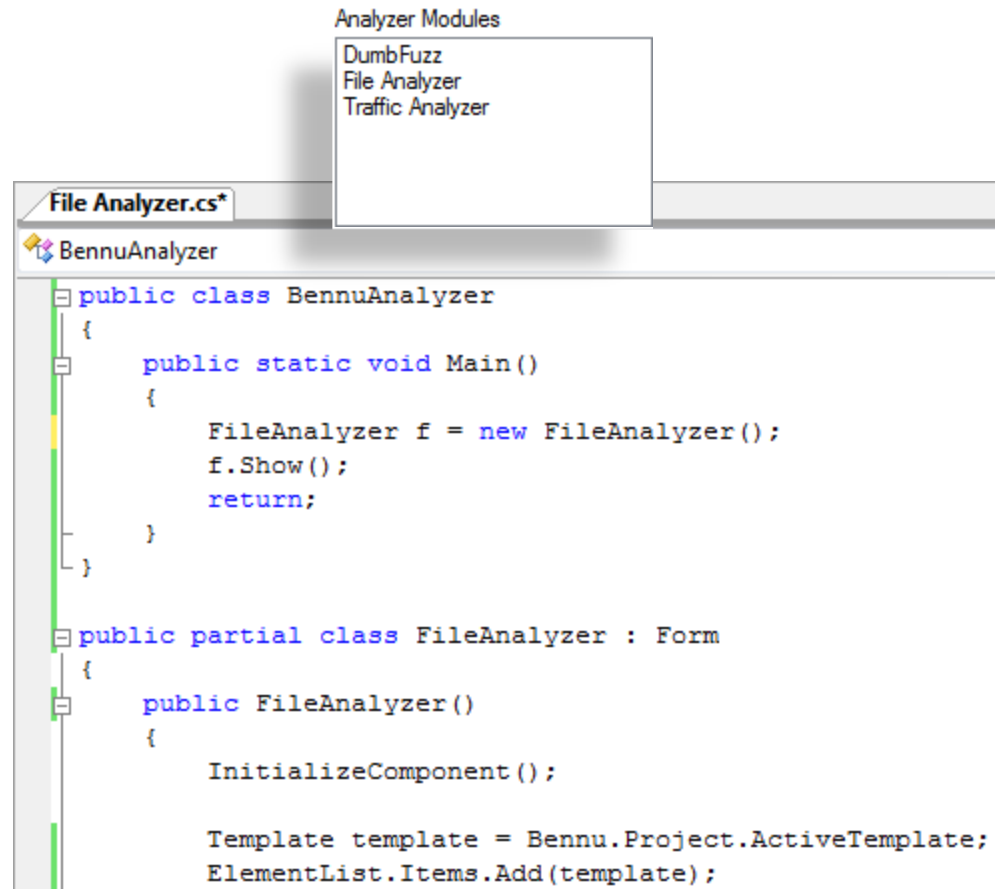 Analyzer Modules
DumbFuzz
File Analyzer
Traffic Analyzer
File Analyzer.cs*
BennuAnalyzer
public class BennuAnalyzer
{
public static void Main()
{
FileAnalyzer f = new FileAnalyzer();
f.Show();
return;
}
}
public partial class FileAnalyzer : Form
{
public FileAnalyzer()
{
InitializeComponent();
Template template = Bennu.Project.ActiveTemplate;
ElementList.Items.Add(template);